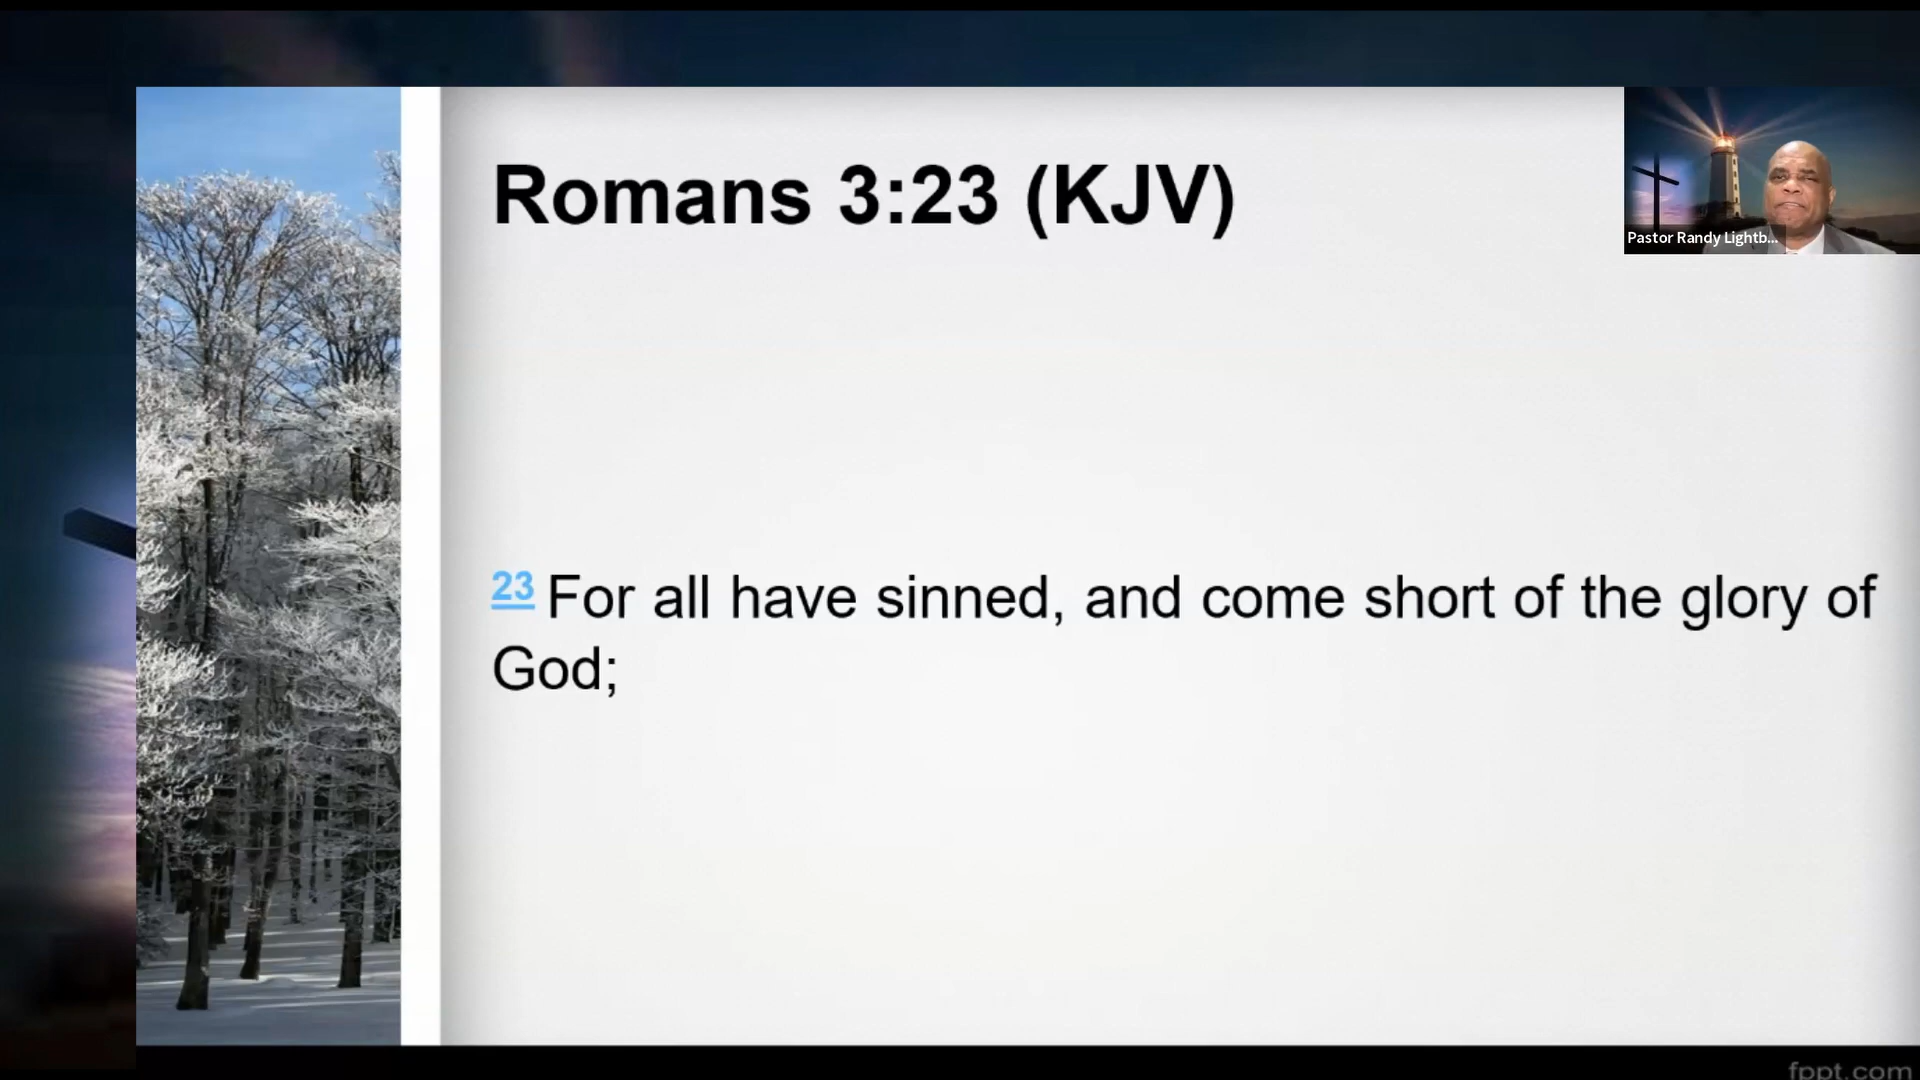 Romans 3:23 (KJV)
Pastor Randy Lightb...
23 For all have sinned, and come short of the glory of
God;
fppt.com